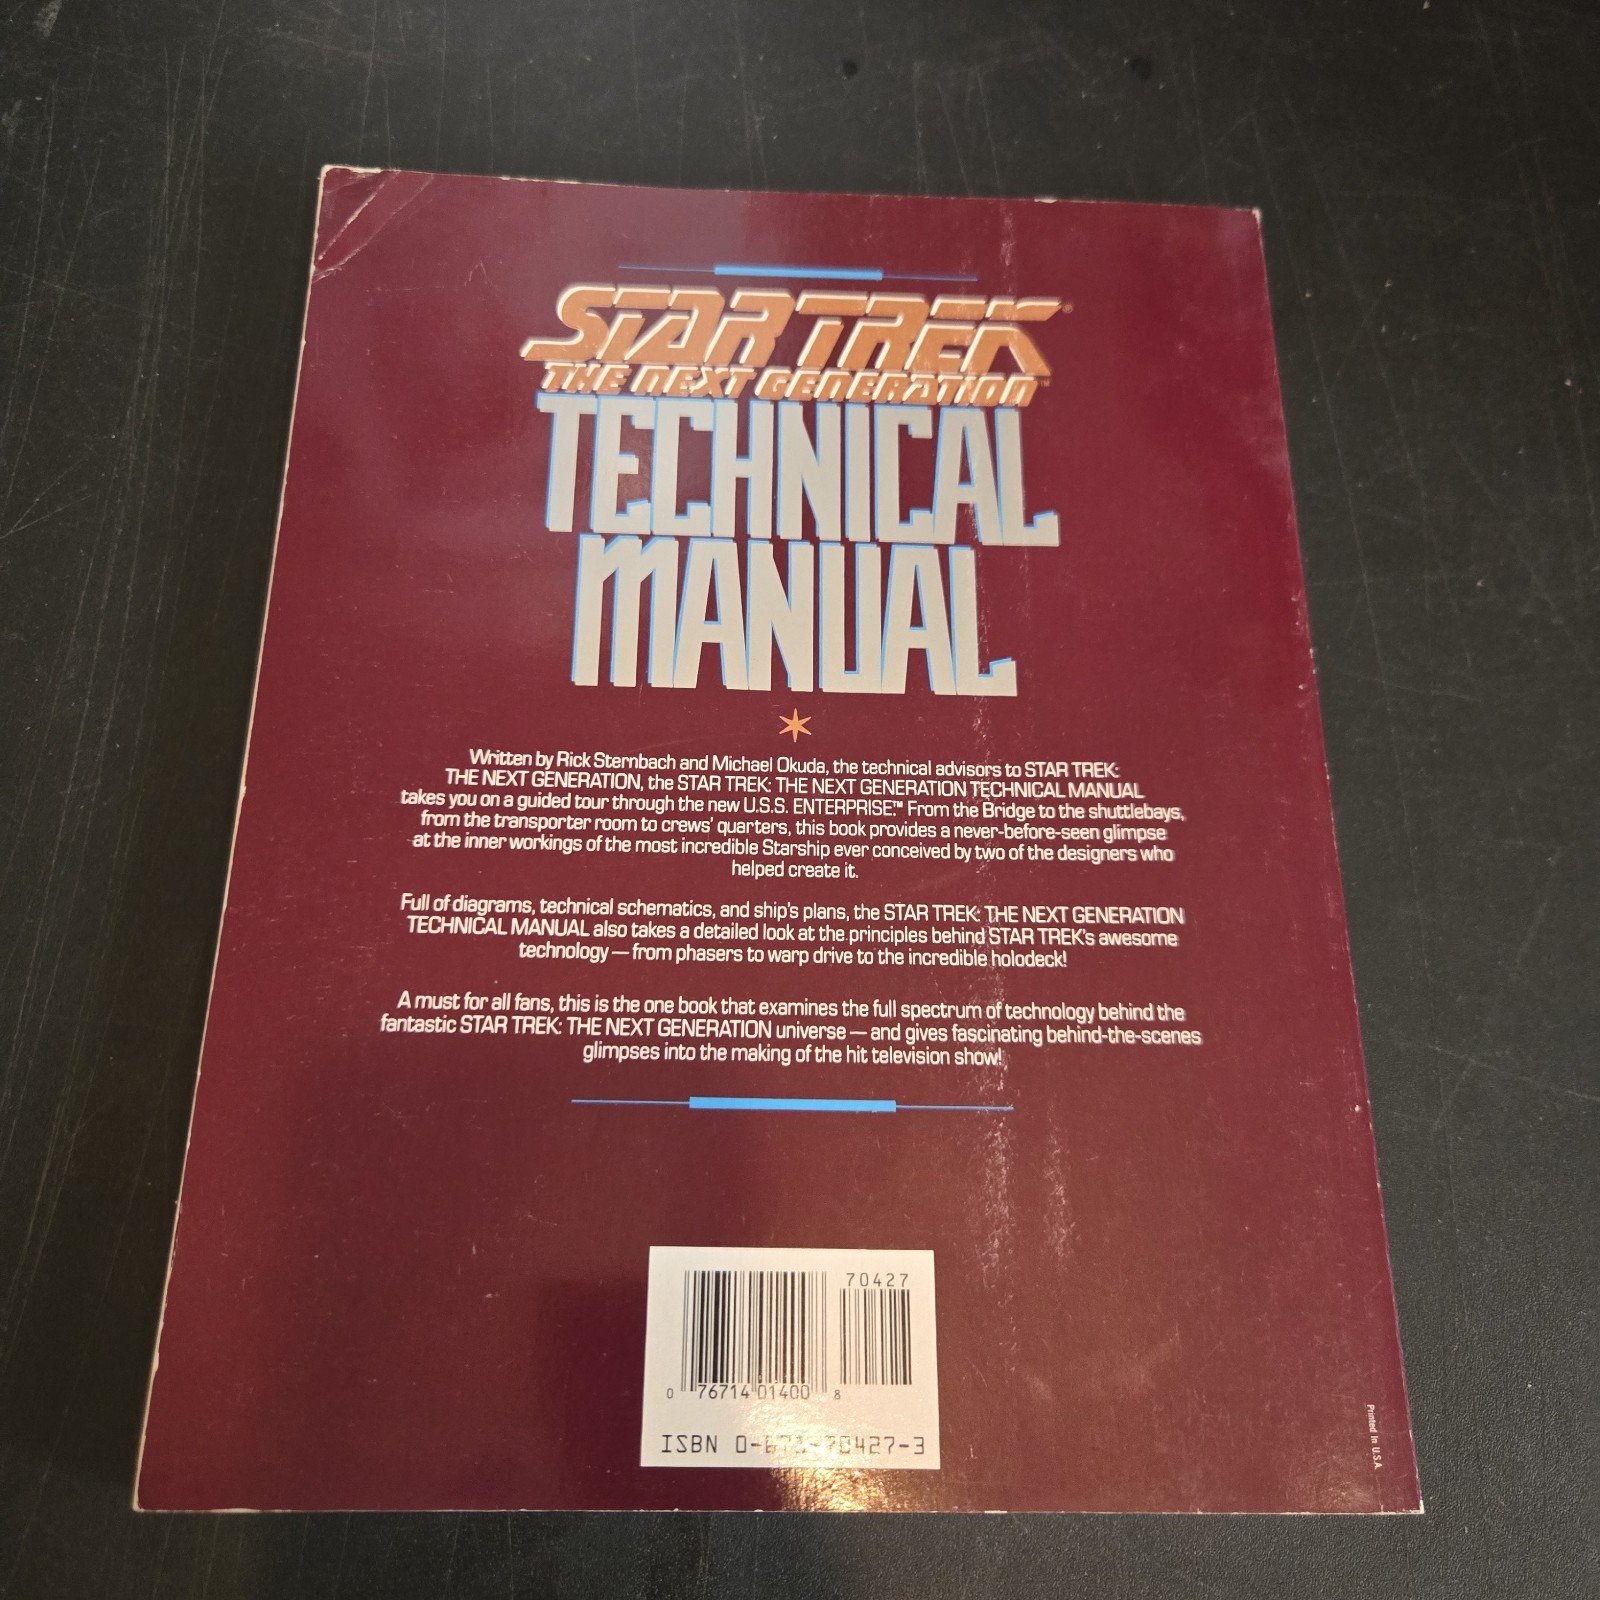 STAR TREK®
THE NEXT GENERATION™
TECHNICAL
MANUAL
Written by Rick Sternbach and Michael Okuda, the technical advisors to STAR TREK:
THE NEXT GENERATION, the STAR TREK: THE NEXT GENERATION TECHNICAL MANUAL
takes you on a guided tour through the new U.S.S. ENTERPRISE.™ From the Bridge to the shuttlebays,
from the transporter room to crews' quarters, this book provides a never-before-seen glimpse
at the inner workings of the most incredible Starship ever conceived by two of the designers who
helped create it.
Full of diagrams, technical schematics, and ship's plans, the STAR TREK: THE NEXT GENERATION
TECHNICAL MANUAL also takes a detailed look at the principles behind STAR TREK's awesome
technology — from phasers to warp drive to the incredible holodeck!
A must for all fans, this is the one book that examines the full spectrum of technology behind the
fantastic STAR TREK: THE NEXT GENERATION universe — and gives fascinating behind-the-scenes
glimpses into the making of the hit television show!
70427
0 76714 01400 8
ISBN 0-671-70427-3
Printed in U.S.A.